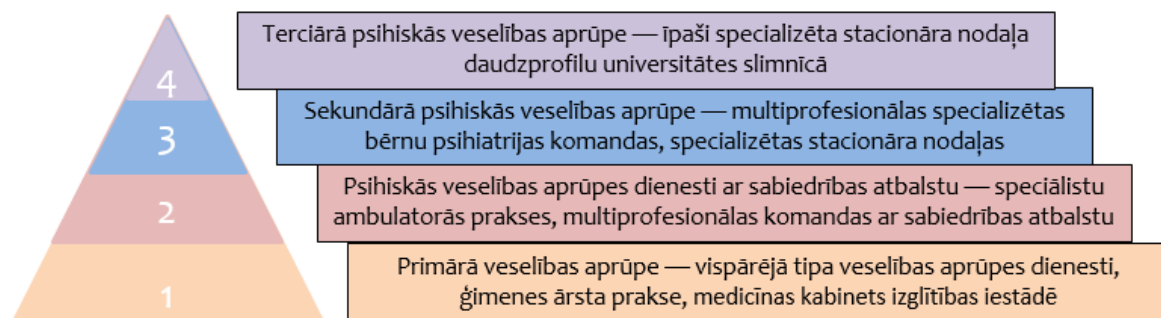 4
Terciārā psihiskās veselības aprūpe — īpaši specializēta stacionāra nodaļa
daudzprofilu universitātes slimnīcā
3
Sekundārā psihiskās veselības aprūpe — multiprofesionālas specializētas
bērnu psihiatrijas komandas, specializētas stacionāra nodaļas
2
Psihiskās veselības aprūpes dienesti ar sabiedrības atbalstu — speciālistu
ambulatorās prakses, multiprofesionālas komandas ar sabiedrības atbalstu
1
Primārā veselības aprūpe — vispārējā tipa veselības aprūpes dienesti,
ģimenes ārsta prakse, medicīnas kabinets izglītības iestādē